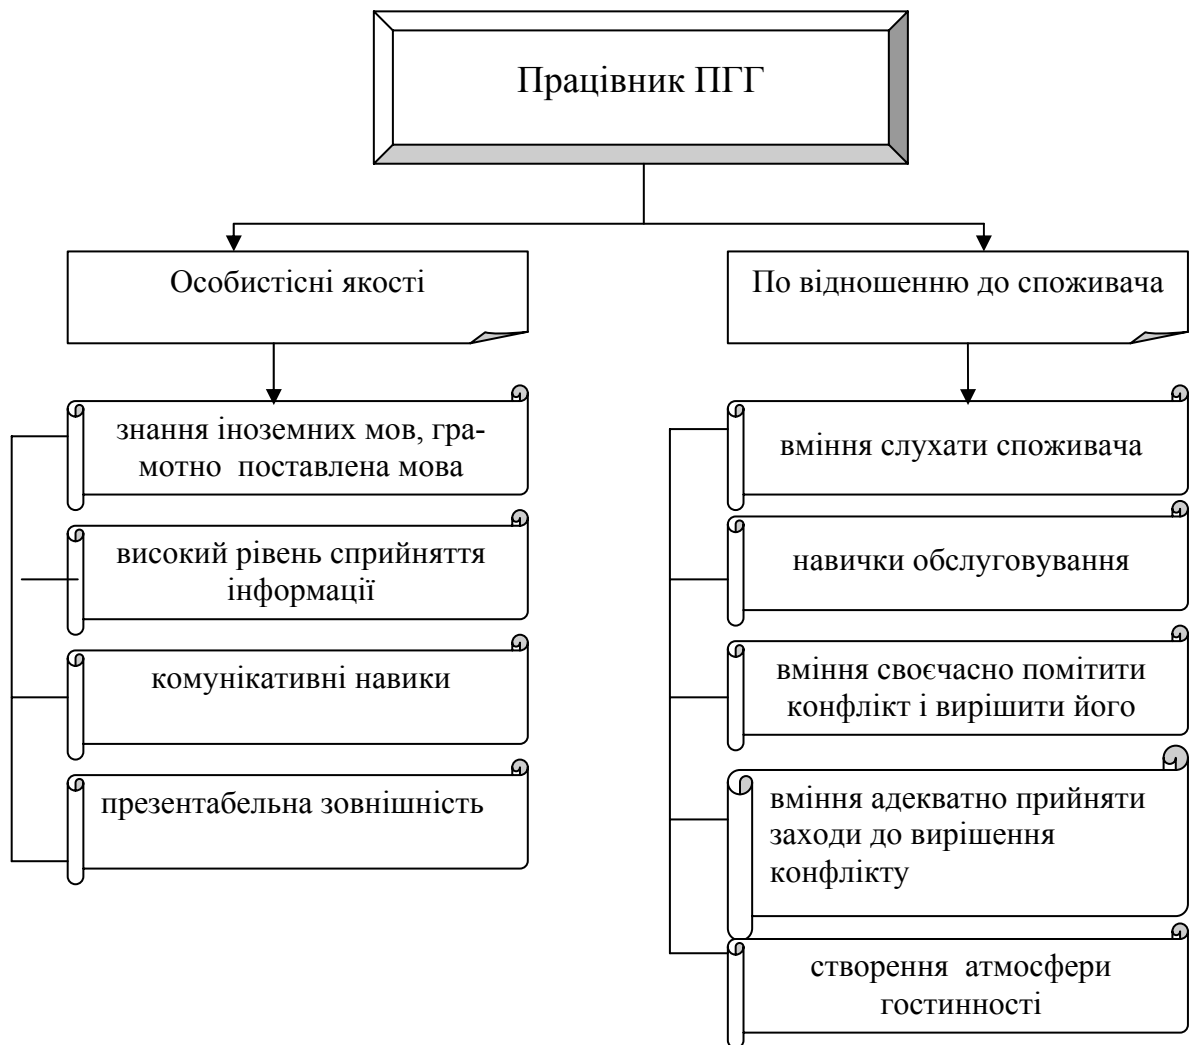 Працівник ПГГ
Особистісні якості
знання іноземних мов, гра-
мотно поставлена мова
високий рівень сприйняття
інформації
комунікативні навики
презентабельна зовнішність
По відношенню до споживача
вміння слухати споживача
навички обслуговування
вміння своєчасно помітити
конфлікт і вирішити його
вміння адекватно прийняти
заходи до вирішення
конфлікту
створення атмосфери
гостинності